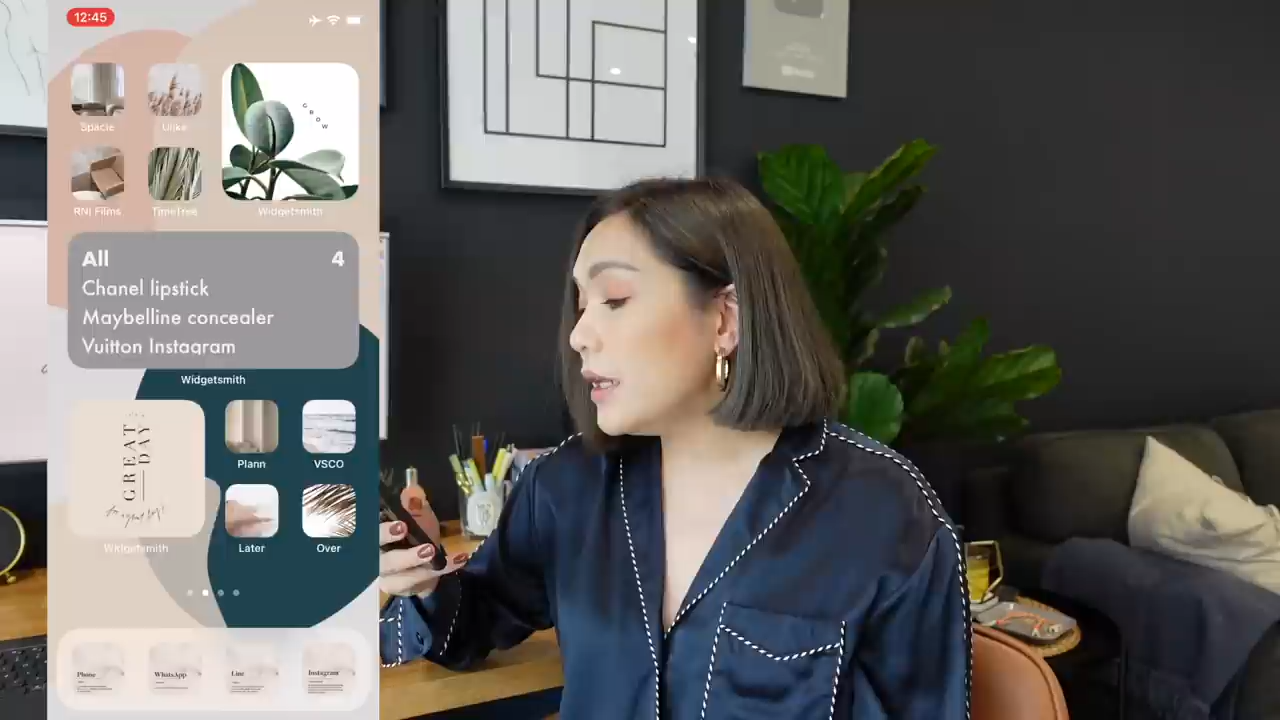 12:45
Spacie
Ulike
GROW
RNI Films
TimeTree
Widgetsmith
All 4
Chanel lipstick
Maybelline concealer
Vuitton Instagram
Widgetsmith
GREAT
DAY
Plann
VSCO
Later
Over
Widgetsmith
Phone
WhatsApp
Line
Instagram